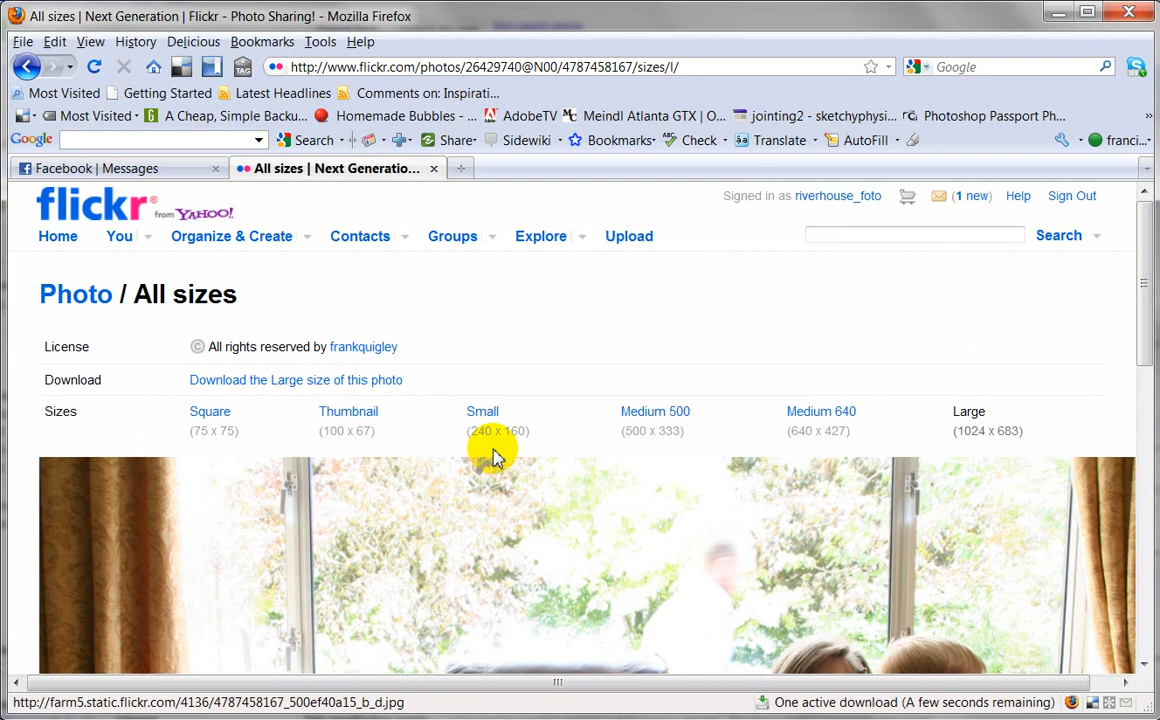 All sizes | Next Generation | Flickr - Photo Sharing! - Mozilla Firefox
File Edit View History Delicious Bookmarks Tools Help
TAG http://www.flickr.com/photos/26429740@N00/4787458167/sizes/l/ Google
Most Visited Getting Started Latest Headlines Comments on: Inspirati...
Most Visited G A Cheap, Simple Backu... Homemade Bubbles - ... AdobeTV Meindl Atlanta GTX | O... jointing2 - sketchyphysi... Photoshop Passport Ph... »
Google Search Share Sidewiki Bookmarks Check Translate AutoFill franci...
Facebook | Messages All sizes | Next Generatio...
flickr from YAHOO! Signed in as riverhouse_foto (1 new) Help Sign Out
Home You Organize & Create Contacts Groups Explore Upload Search
Photo / All sizes
License © All rights reserved by frankquigley
Download Download the Large size of this photo
Sizes Square Thumbnail Small Medium 500 Medium 640 Large
(75 x 75) (100 x 67) (240 x 160) (500 x 333) (640 x 427) (1024 x 683)
http://farm5.static.flickr.com/4136/4787458167_500ef40a15_b_d.jpg One active download (A few seconds remaining)